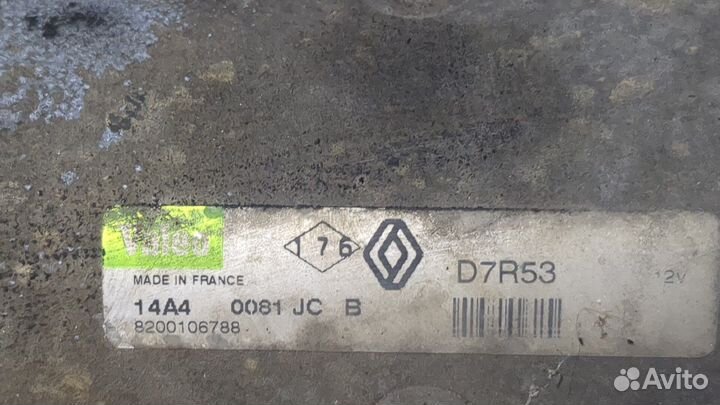 Valeo
176
D7R53
12V
MADE IN FRANCE
14A4 0081 JC B
8200106788
Avito